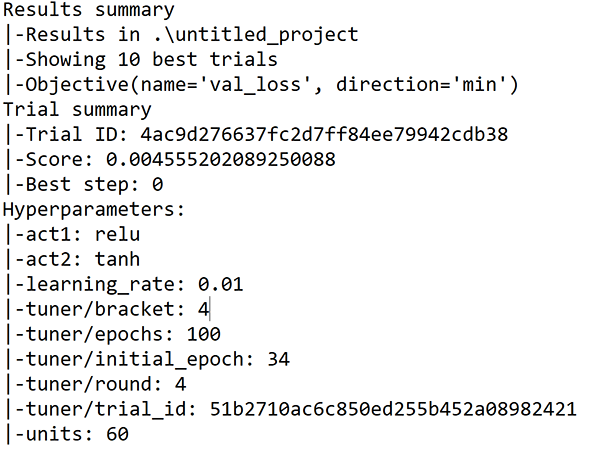 Results summary
|-Results in .\untitled_project
|-Showing 10 best trials
|-Objective(name='val_loss', direction='min')
Trial summary
|-Trial ID: 4ac9d276637fc2d7ff84ee79942cdb38
|-Score: 0.004555202089250088
|-Best step: 0
Hyperparameters:
|-act1: relu
|-act2: tanh
|-learning_rate: 0.01
|-tuner/bracket: 4
|-tuner/epochs: 100
|-tuner/initial_epoch: 34
|-tuner/round: 4
|-tuner/trial_id: 51b2710ac6c850ed255b452a08982421
|-units: 60